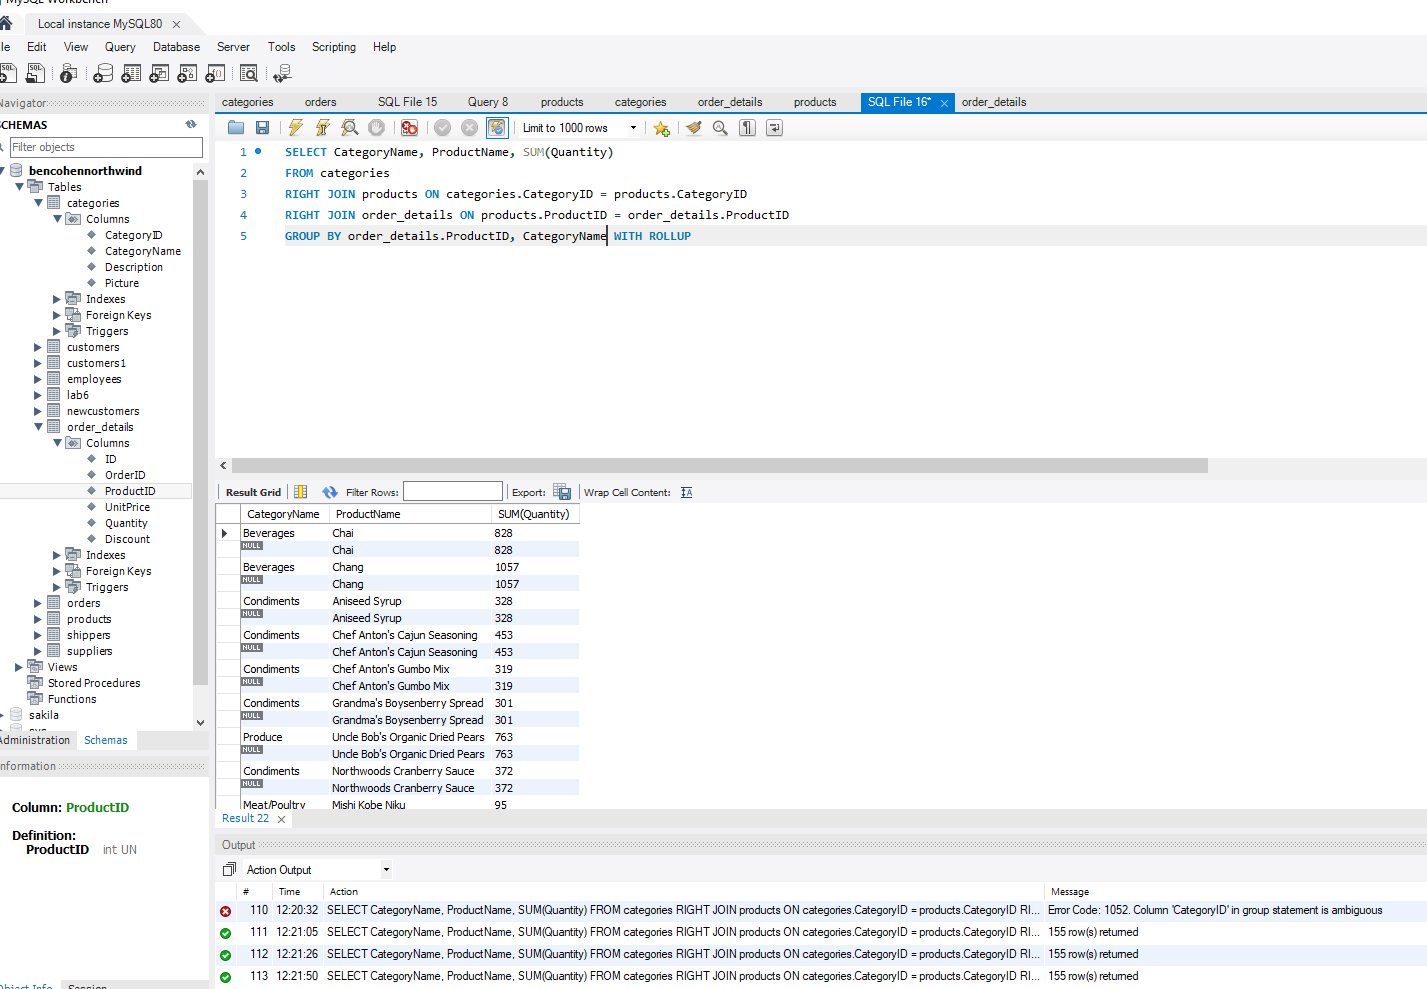 MySQL Workbench
Local instance MySQL80
Edit View Query Database Server Tools Scripting Help
Navigator
SCHEMAS
Filter objects
bencohennorthwind
Tables
categories
Columns
CategoryID
CategoryName
Description
Picture
Indexes
Foreign Keys
Triggers
customers
customers1
employees
lab6
newcustomers
order_details
Columns
ID
OrderID
ProductID
UnitPrice
Quantity
Discount
Indexes
Foreign Keys
Triggers
orders
products
shippers
suppliers
Views
Stored Procedures
Functions
sakila
sys
Administration Schemas
Information
Column: ProductID
Definition:
ProductID int UN
Object Info Session
categories orders SQL File 15 Query 8 products categories order_details products SQL File 16* order_details
Limit to 1000 rows
1 SELECT CategoryName, ProductName, SUM(Quantity)
2 FROM categories
3 RIGHT JOIN products ON categories.CategoryID = products.CategoryID
4 RIGHT JOIN order_details ON products.ProductID = order_details.ProductID
5 GROUP BY order_details.ProductID, CategoryName WITH ROLLUP
Result Grid Filter Rows: Export: Wrap Cell Content:
CategoryName ProductName SUM(Quantity)
Beverages Chai 828
NULL Chai 828
Beverages Chang 1057
NULL Chang 1057
Condiments Aniseed Syrup 328
NULL Aniseed Syrup 328
Condiments Chef Anton's Cajun Seasoning 453
NULL Chef Anton's Cajun Seasoning 453
Condiments Chef Anton's Gumbo Mix 319
NULL Chef Anton's Gumbo Mix 319
Condiments Grandma's Boysenberry Spread 301
NULL Grandma's Boysenberry Spread 301
Produce Uncle Bob's Organic Dried Pears 763
NULL Uncle Bob's Organic Dried Pears 763
Condiments Northwoods Cranberry Sauce 372
NULL Northwoods Cranberry Sauce 372
Meat/Poultry Mishi Kobe Niku 95
Result 22
Output
Action Output
# Time Action Message
110 12:20:32 SELECT CategoryName, ProductName, SUM(Quantity) FROM categories RIGHT JOIN products ON categories.CategoryID = products.CategoryID RI... Error Code: 1052. Column 'CategoryID' in group statement is ambiguous
111 12:21:05 SELECT CategoryName, ProductName, SUM(Quantity) FROM categories RIGHT JOIN products ON categories.CategoryID = products.CategoryID RI... 155 row(s) returned
112 12:21:26 SELECT CategoryName, ProductName, SUM(Quantity) FROM categories RIGHT JOIN products ON categories.CategoryID = products.CategoryID RI... 155 row(s) returned
113 12:21:50 SELECT CategoryName, ProductName, SUM(Quantity) FROM categories RIGHT JOIN products ON categories.CategoryID = products.CategoryID RI... 155 row(s) returned